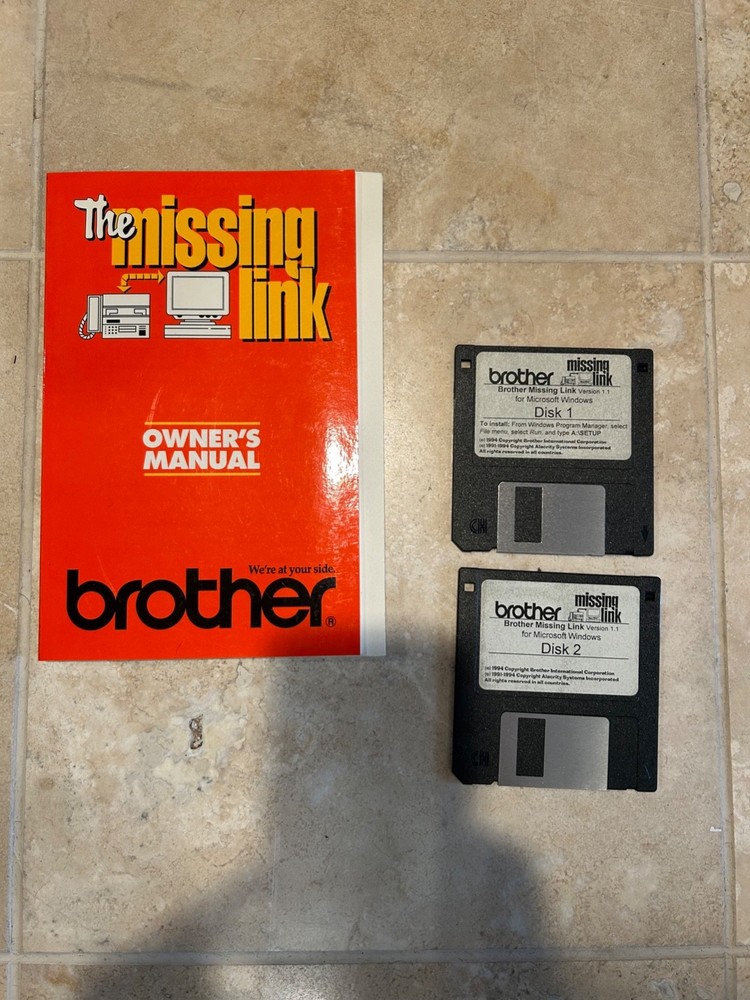 The missing
link
OWNER'S
MANUAL
We're at your side.
brother®
brother missing
link
Brother Missing Link Version 1.1
for Microsoft Windows
Disk 1
To install: From Windows Program Manager, select
File menu, select Run, and type A:\SETUP
(c) 1994 Copyright Brother International Corporation
(c) 1991-1994 Copyright Alacrity Systems Incorporated
All rights reserved in all countries.
brother missing
link
Brother Missing Link Version 1.1
for Microsoft Windows
Disk 2
(c) 1994 Copyright Brother International Corporation
(c) 1991-1994 Copyright Alacrity Systems Incorporated
All rights reserved in all countries.